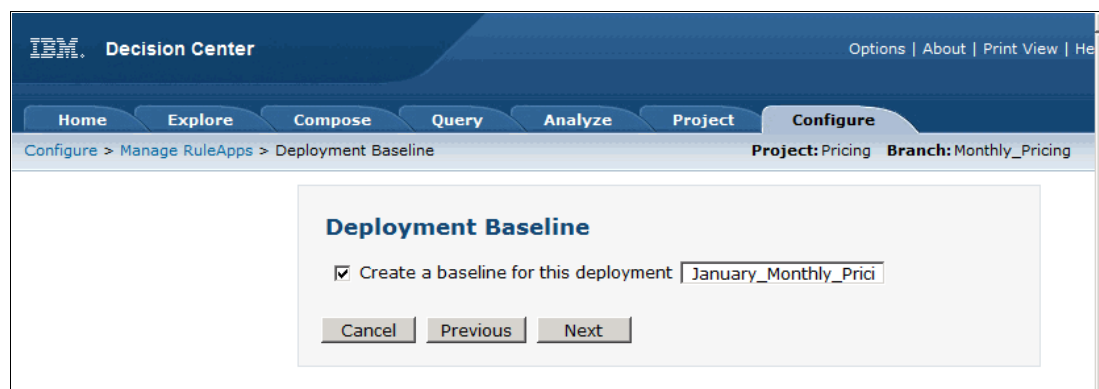 IBM. Decision Center
Options | About | Print View | He
Home Explore Compose Query Analyze Project Configure
Configure > Manage RuleApps > Deployment Baseline Project: Pricing Branch: Monthly_Pricing
Deployment Baseline
Create a baseline for this deployment January_Monthly_Prici
Cancel Previous Next